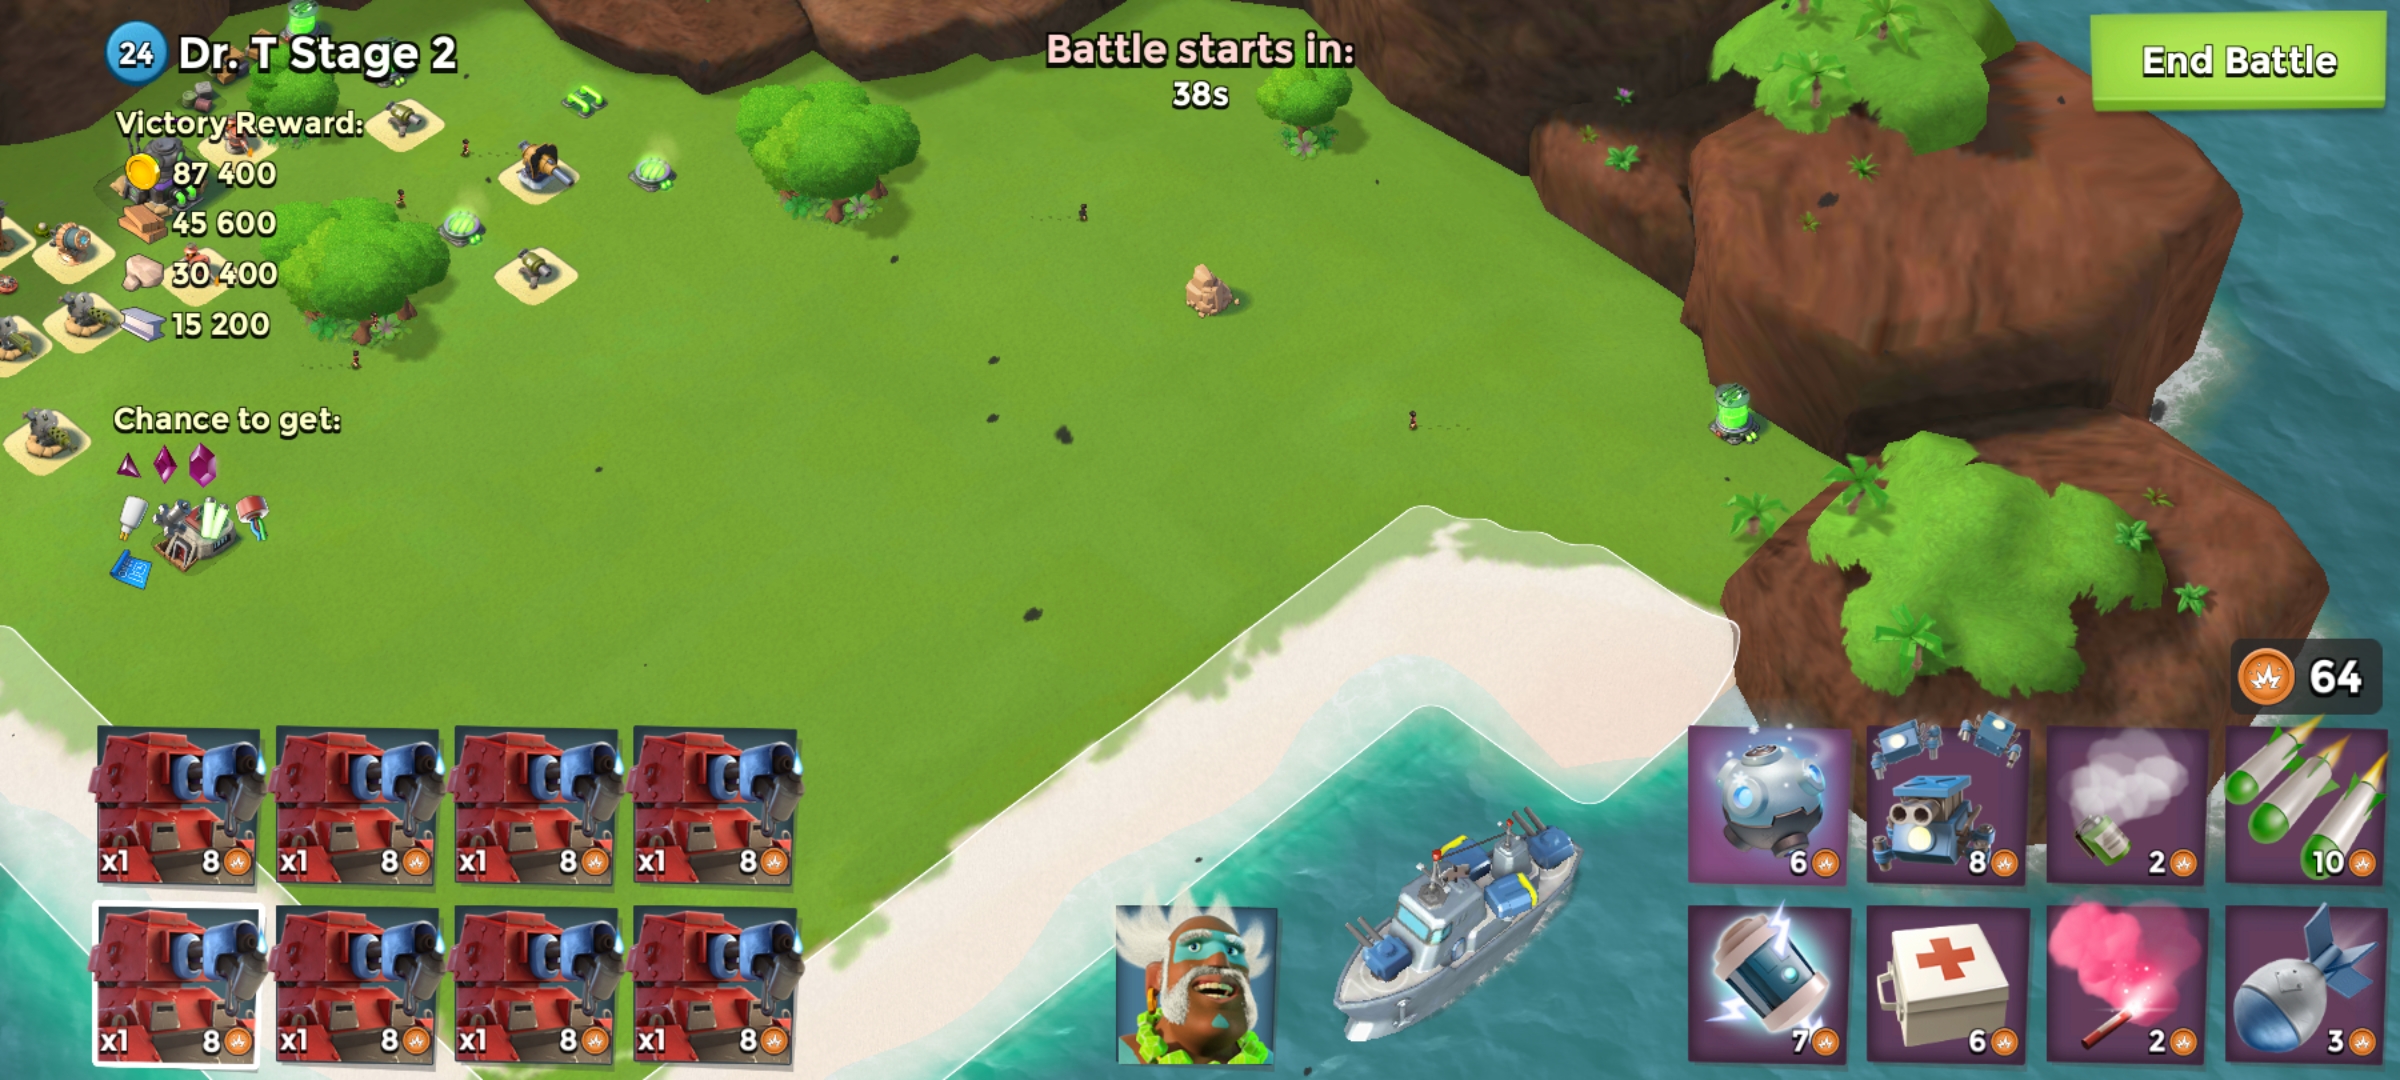 24 Dr. T Stage 2
Battle starts in:
38s
End Battle
Victory Reward:
87 400
45 600
30 400
15 200
Chance to get:
64
x1 8
x1 8
x1 8
x1 8
6
8
2
10
x1 8
x1 8
x1 8
x1 8
7
6
2
3